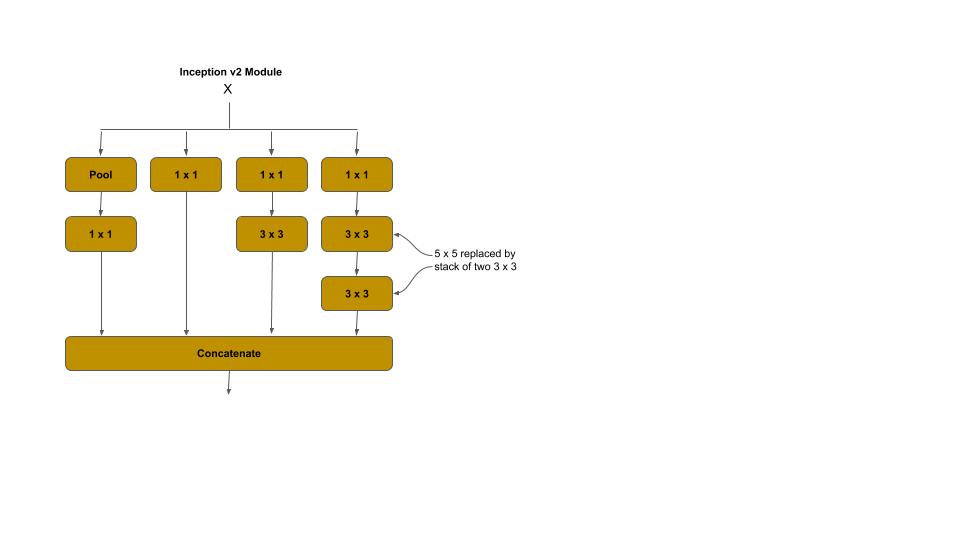 Inception v2 Module
X
Pool
1 x 1
1 x 1
1 x 1
1 x 1
3 x 3
3 x 3
5 x 5 replaced by
stack of two 3 x 3
3 x 3
Concatenate